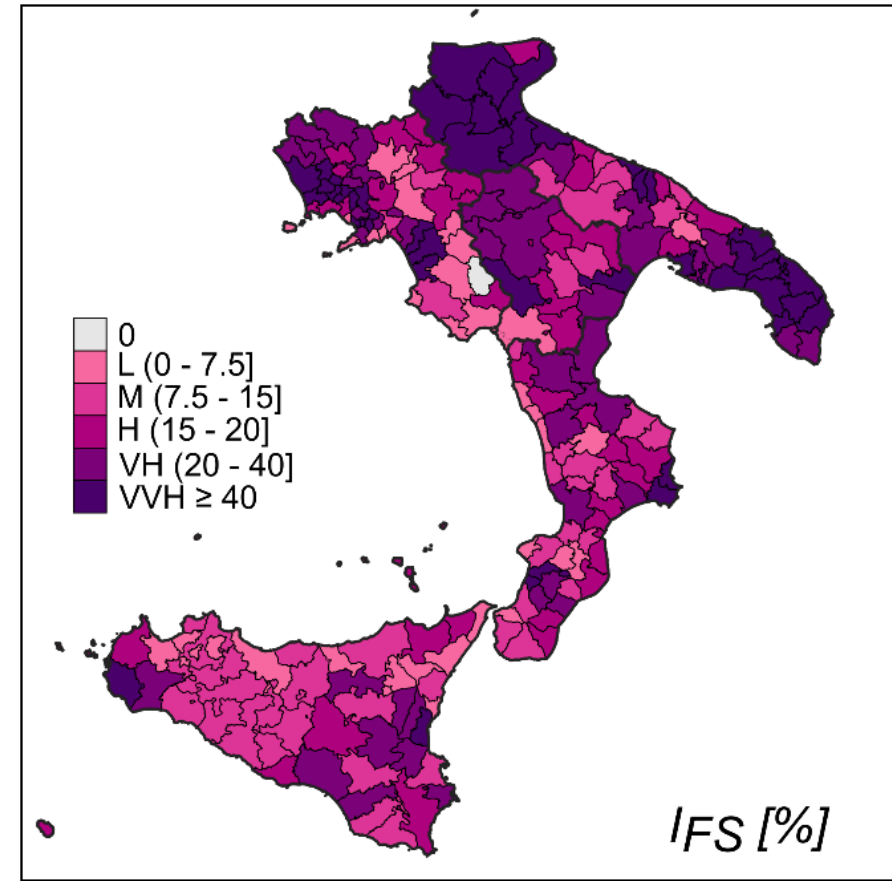 0
L (0 - 7.5]
M (7.5 - 15]
H (15 - 20]
VH (20 - 40]
VVH ≥ 40
IFS [%]